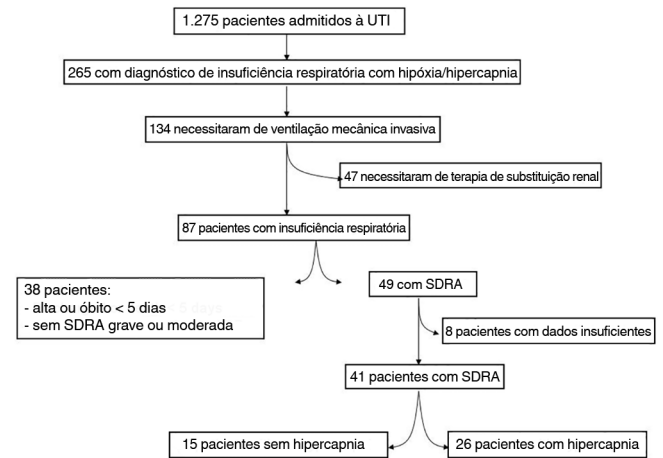 1.275 pacientes admitidos à UTI
265 com diagnóstico de insuficiência respiratória com hipóxia/hipercapnia
134 necessitaram de ventilação mecânica invasiva
47 necessitaram de terapia de substituição renal
87 pacientes com insuficiência respiratória
38 pacientes:
- alta ou óbito < 5 dias
- sem SDRA grave ou moderada
49 com SDRA
8 pacientes com dados insuficientes
41 pacientes com SDRA
15 pacientes sem hipercapnia
26 pacientes com hipercapnia